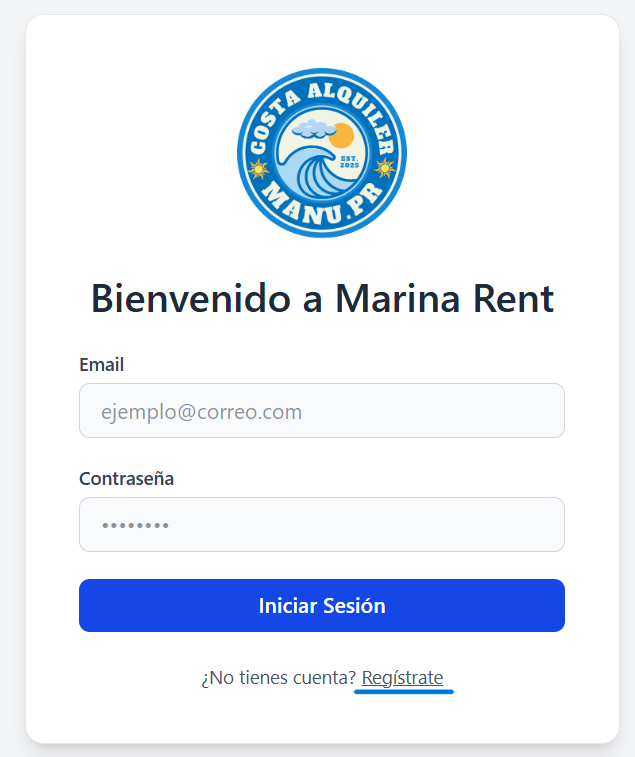 COSTA ALQUILER
EST.
2025
MANU.PR
Bienvenido a Marina Rent
Email
ejemplo@correo.com
Contraseña
••••••••
Iniciar Sesión
¿No tienes cuenta? Regístrate